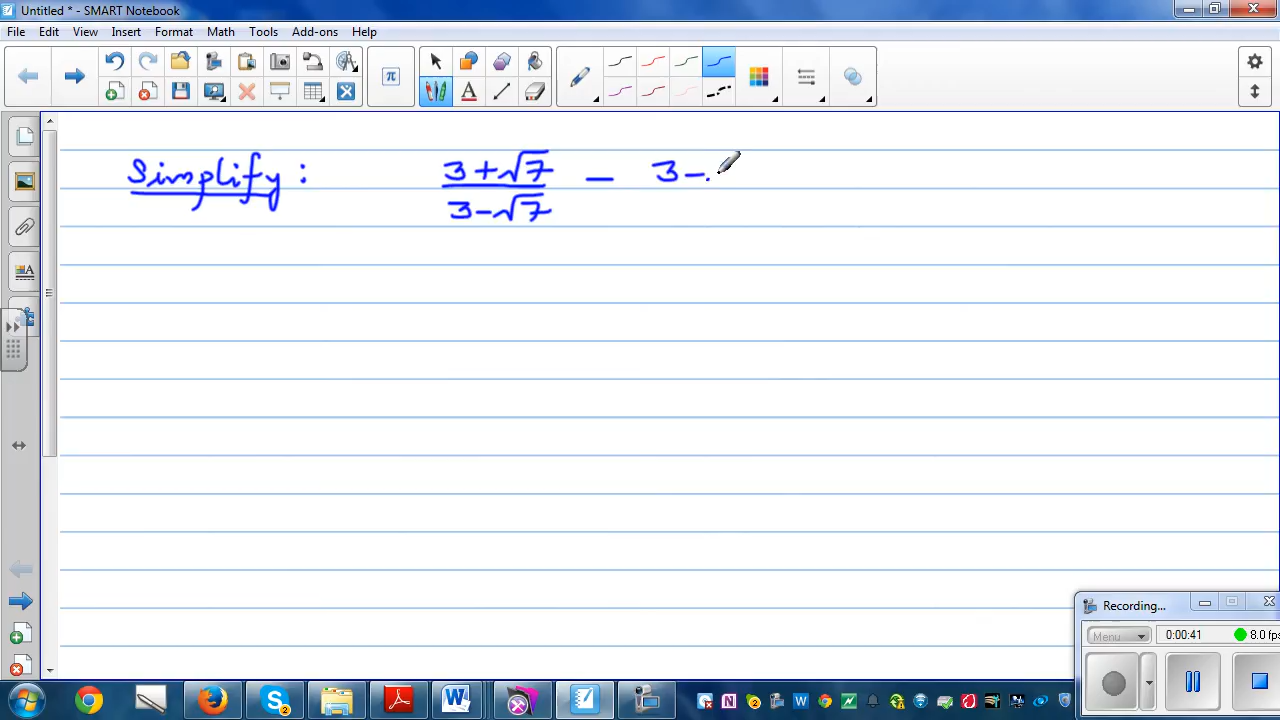 Untitled * - SMART Notebook
File Edit View Insert Format Math Tools Add-ons Help
π
A
Simplify : 3+√7 − 3−.
3−√7
Recording...
Menu 0:00:41 8.0 fps